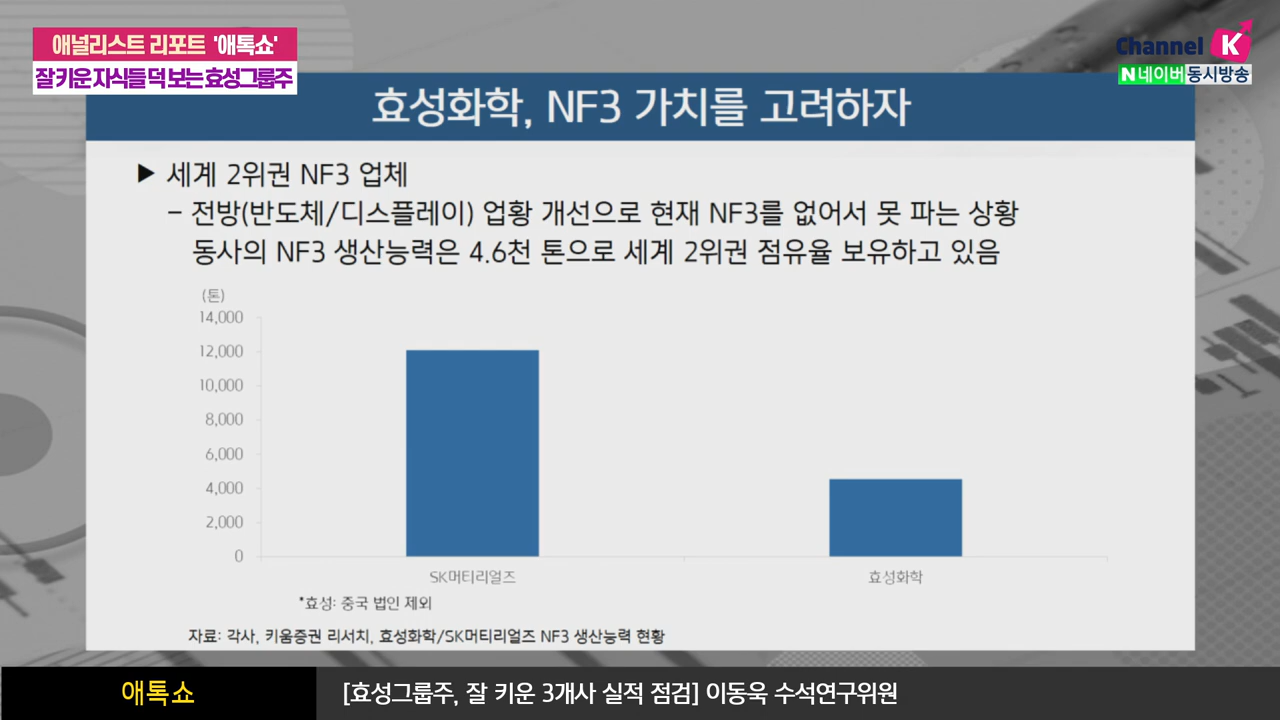 애널리스트 리포트 '애톡쇼'
잘 키운 자식들 덕 보는 효성그룹주
Channel K
N 네이버 동시방송
효성화학, NF3 가치를 고려하자
▶ 세계 2위권 NF3 업체
– 전방(반도체/디스플레이) 업황 개선으로 현재 NF3를 없어서 못 파는 상황
동사의 NF3 생산능력은 4.6천 톤으로 세계 2위권 점유율 보유하고 있음
(톤)
14,000
12,000
10,000
8,000
6,000
4,000
2,000
0
SK머티리얼즈
효성화학
*효성: 중국 법인 제외
자료: 각사, 키움증권 리서치, 효성화학/SK머티리얼즈 NF3 생산능력 현황
애톡쇼
[효성그룹주, 잘 키운 3개사 실적 점검] 이동욱 수석연구위원